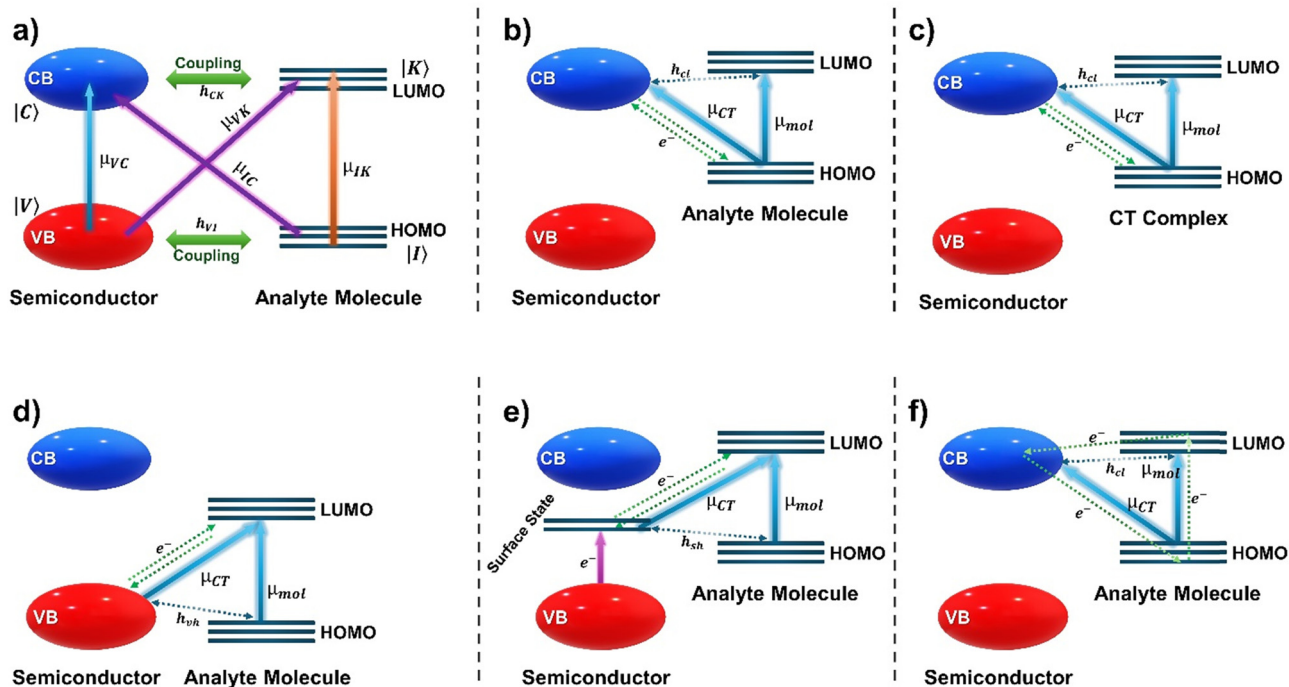 a)
CB
Coupling
h_CK
|K⟩
LUMO
|C⟩
μ_VK
μ_VC
μ_IC
μ_IK
|V⟩
VB
h_VI
Coupling
HOMO
|I⟩
Semiconductor
Analyte Molecule
b)
CB
h_cl
LUMO
μ_CT
μ_mol
e⁻
HOMO
VB
Analyte Molecule
Semiconductor
c)
CB
h_cl
LUMO
μ_CT
μ_mol
e⁻
HOMO
VB
CT Complex
Semiconductor
d)
CB
LUMO
e⁻
μ_CT
μ_mol
VB
h_vh
HOMO
Semiconductor
Analyte Molecule
e)
CB
LUMO
e⁻
μ_CT
μ_mol
Surface State
h_sh
HOMO
e⁻
VB
Analyte Molecule
Semiconductor
f)
e⁻
LUMO
CB
h_cl
μ_mol
μ_CT
e⁻
e⁻
HOMO
VB
Analyte Molecule
Semiconductor